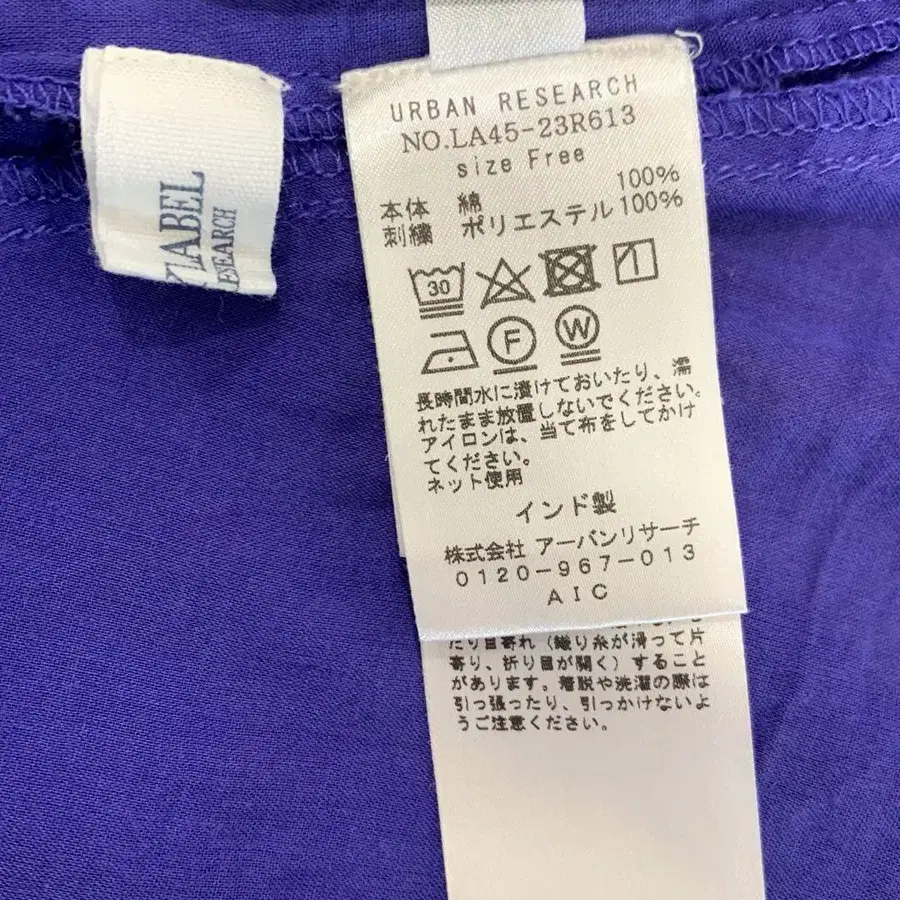 LABEL
RESEARCH
URBAN RESEARCH
NO.LA45-23R613
size Free
本体 綿 100%
刺繍 ポリエステル 100%
30
F
W
長時間水に漬けておいたり、濡
れたまま放置しないでください。
アイロンは、当て布をしてかけ
てください。
ネット使用
インド製
株式会社 アーバンリサーチ
0120-967-013
AIC
たり目寄れ（織り糸が滑って片
寄り、折り目が開く）すること
があります。着脱や洗濯の際は
引っ張ったり、引っかけないよ
うご注意ください。